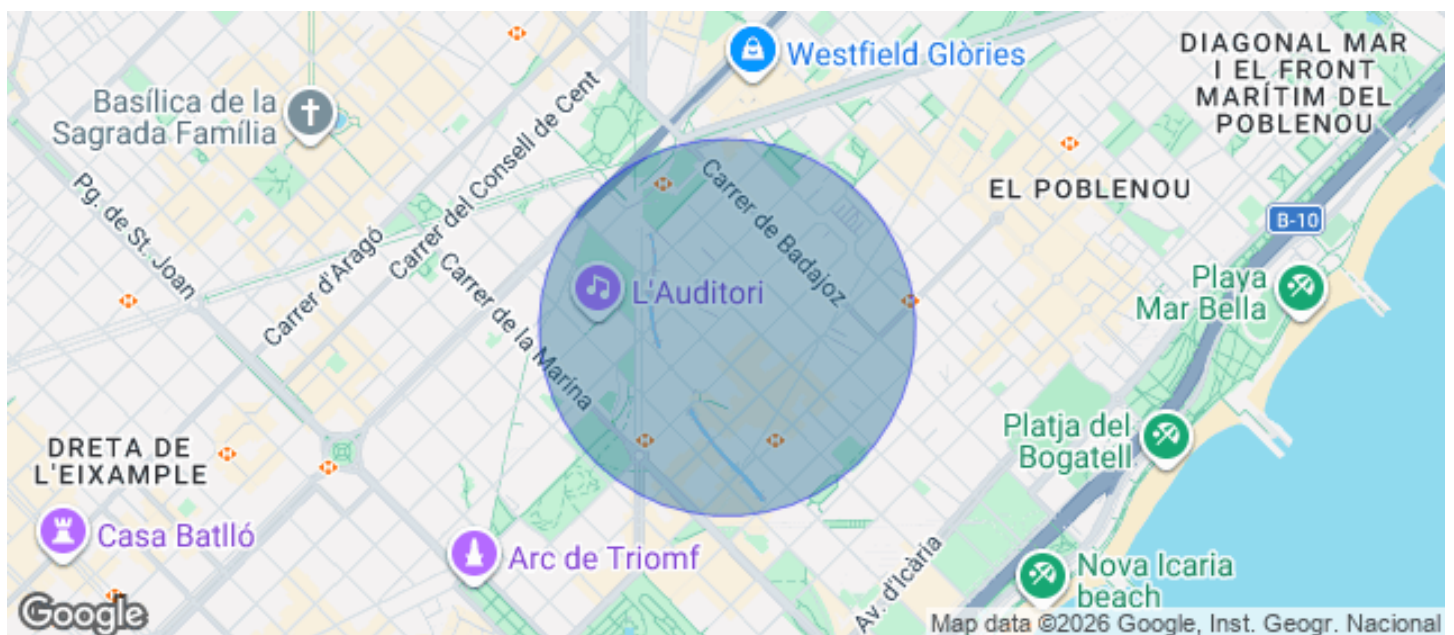 Westfield Glòries
DIAGONAL MAR
I EL FRONT
MARÍTIM DEL
POBLENOU
Basílica de la
Sagrada Família
Carrer del Consell de Cent
Pg. de St. Joan
Carrer d'Aragó
Carrer de la Marina
Carrer de Badajoz
EL POBLENOU
B-10
L'Auditori
Playa
Mar Bella
Platja del
Bogatell
DRETA DE
L'EIXAMPLE
Casa Batlló
Arc de Triomf
Av. d'Icària
Nova Icaria
beach
Google
Map data ©2026 Google, Inst. Geogr. Nacional